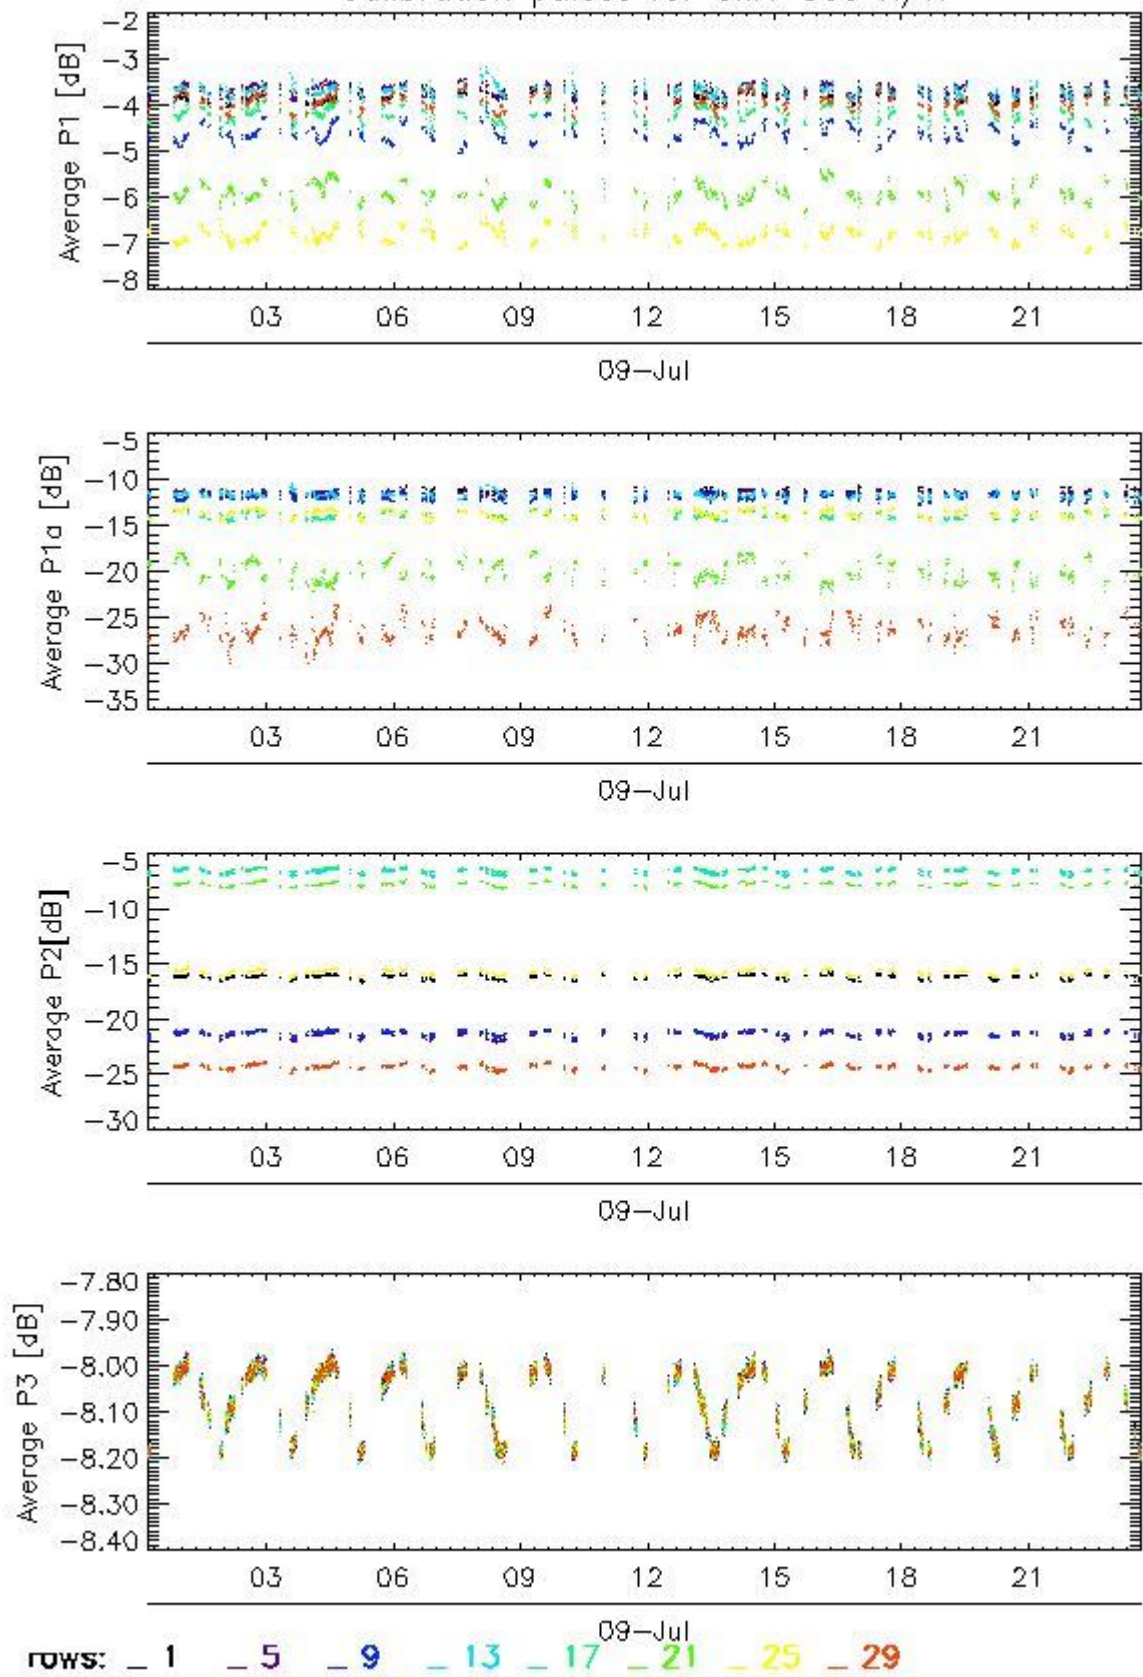 Average P1 [dB]
-2
-3
-4
-5
-6
-7
-8
03 06 09 12 15 18 21
09-Jul
Average P1a [dB]
-5
-10
-15
-20
-25
-30
-35
03 06 09 12 15 18 21
09-Jul
Average P2[dB]
-5
-10
-15
-20
-25
-30
03 06 09 12 15 18 21
09-Jul
Average P3 [dB]
-7.80
-7.90
-8.00
-8.10
-8.20
-8.30
-8.40
03 06 09 12 15 18 21
09-Jul
rows: _ 1 _ 5 _ 9 _ 13 _ 17 _ 21 _ 25 _ 29